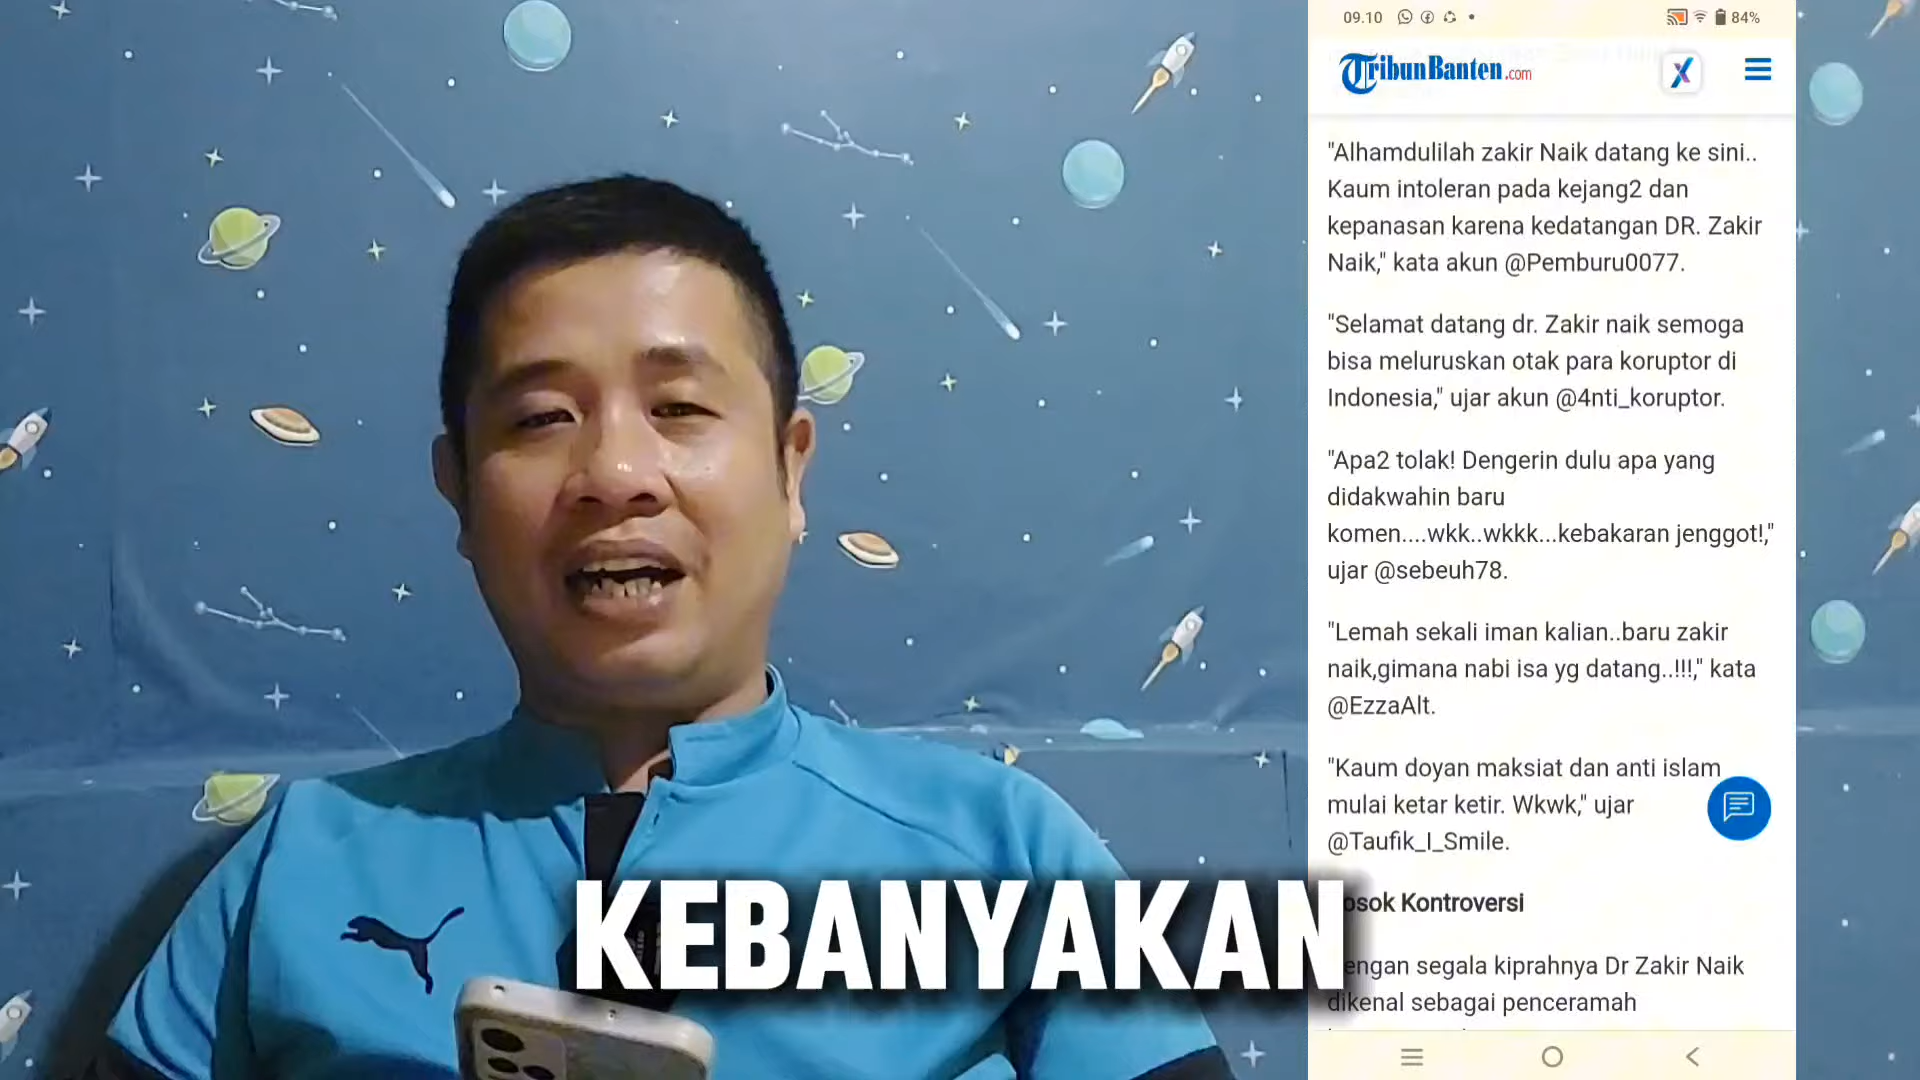 09.10
84%
TribunBanten.com
"Alhamdulilah zakir Naik datang ke sini..
Kaum intoleran pada kejang2 dan
kepanasan karena kedatangan DR. Zakir
Naik," kata akun @Pemburu0077.
"Selamat datang dr. Zakir naik semoga
bisa meluruskan otak para koruptor di
Indonesia," ujar akun @4nti_koruptor.
"Apa2 tolak! Dengerin dulu apa yang
didakwahin baru
komen....wkk..wkkk...kebakaran jenggot!,"
ujar @sebeuh78.
"Lemah sekali iman kalian..baru zakir
naik,gimana nabi isa yg datang..!!!," kata
@EzzaAlt.
"Kaum doyan maksiat dan anti islam
mulai ketar ketir. Wkwk," ujar
@Taufik_I_Smile.
osok Kontroversi
engan segala kiprahnya Dr Zakir Naik
dikenal sebagai penceramah
KEBANYAKAN